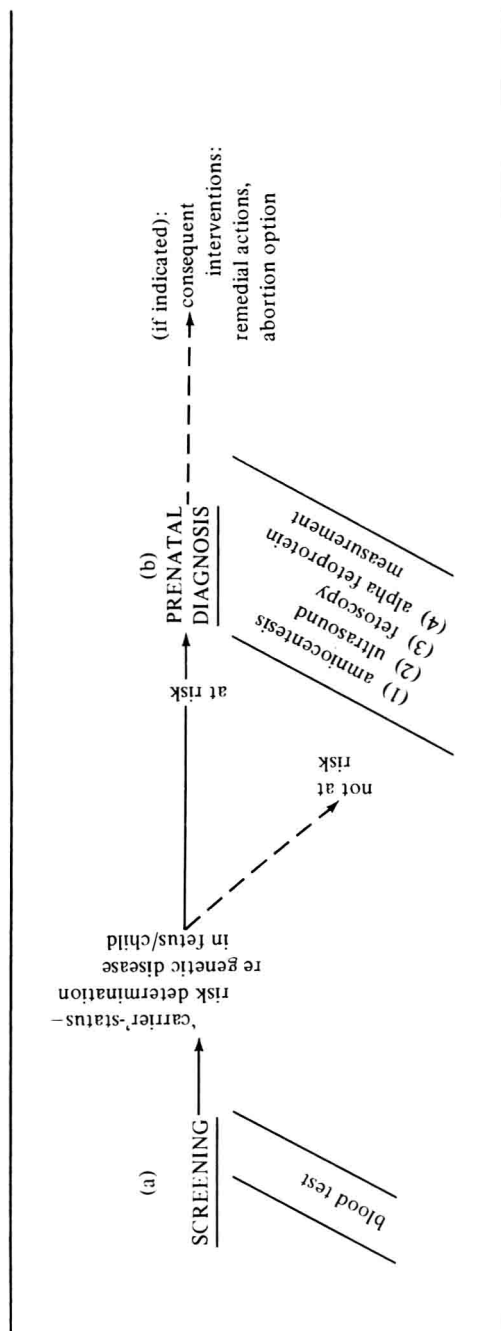 (a)
SCREENING
blood test
'carrier'-status–
risk determination
re genetic disease
in fetus/child
at risk
not at
risk
(b)
PRENATAL
DIAGNOSIS
(1) amniocentesis
(2) ultrasound
(3) fetoscopy
(4) alpha fetoprotein
measurement
(if indicated):
consequent
interventions:
remedial actions,
abortion option